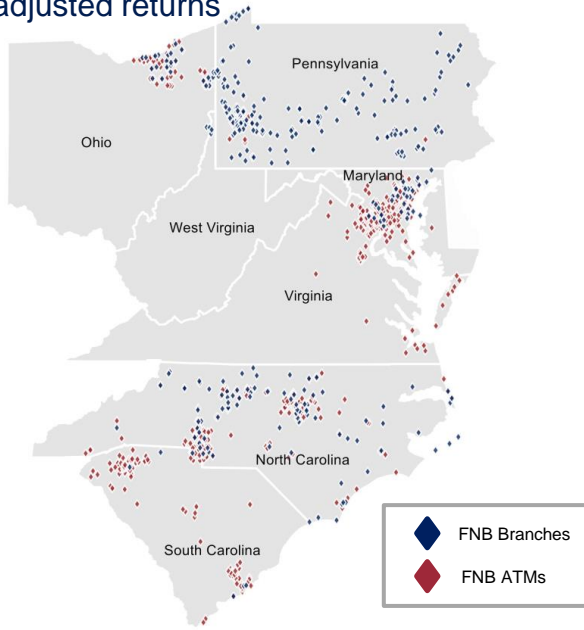 adjusted returns
Pennsylvania
Ohio
Maryland
West Virginia
Virginia
North Carolina
South Carolina
FNB Branches
FNB ATMs